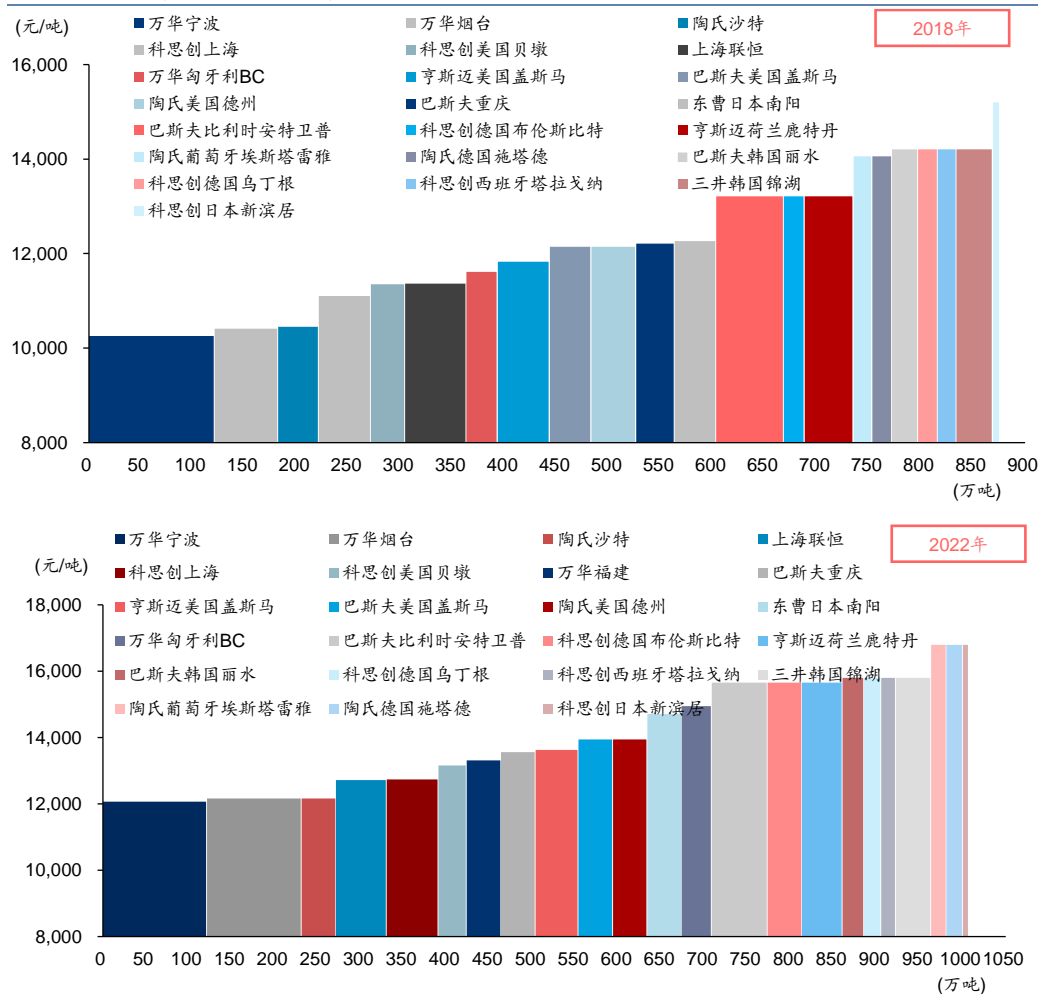 万华宁波 万华烟台 陶氏沙特
(元/吨) 2018年
科思创上海 科思创美国贝墩 上海联恒
16,000
万华匈牙利BC 亨斯迈美国盖斯马 巴斯夫美国盖斯马
陶氏美国德州 巴斯夫重庆 东曹日本南阳
巴斯夫比利时安特卫普 科思创德国布伦斯比特 亨斯迈荷兰鹿特丹
14,000
陶氏葡萄牙埃斯塔雷雅 陶氏德国施塔德 巴斯夫韩国丽水
科思创德国乌丁根 科思创西班牙塔拉戈纳 三井韩国锦湖
科思创日本新滨居
12,000
10,000
8,000
0 50 100 150 200 250 300 350 400 450 500 550 600 650 700 750 800 850 900
(万吨)
万华宁波 万华烟台 陶氏沙特 上海联恒
2022年
(元/吨)
科思创上海 科思创美国贝墩 万华福建 巴斯夫重庆
18,000
亨斯迈美国盖斯马 巴斯夫美国盖斯马 陶氏美国德州 东曹日本南阳
万华匈牙利BC 巴斯夫比利时安特卫普 科思创德国布伦斯比特 亨斯迈荷兰鹿特丹
16,000
巴斯夫韩国丽水 科思创德国乌丁根 科思创西班牙塔拉戈纳 三井韩国锦湖
陶氏葡萄牙埃斯塔雷雅 陶氏德国施塔德 科思创日本新滨居
14,000
12,000
10,000
8,000
0 50 100 150 200 250 300 350 400 450 500 550 600 650 700 750 800 850 900 950 1000 1050
(万吨)